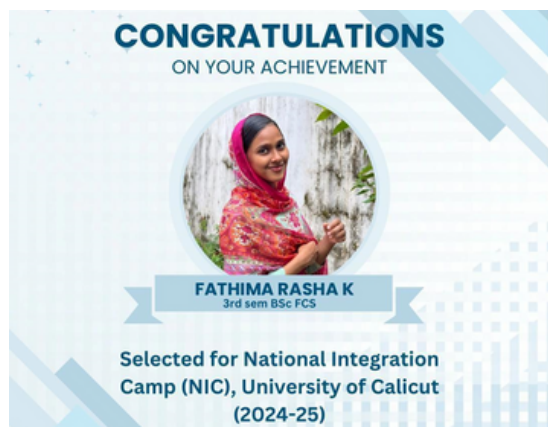 CONGRATULATIONS
ON YOUR ACHIEVEMENT
FATHIMA RASHA K
3rd sem BSc FCS
Selected for National Integration
Camp (NIC), University of Calicut
(2024-25)